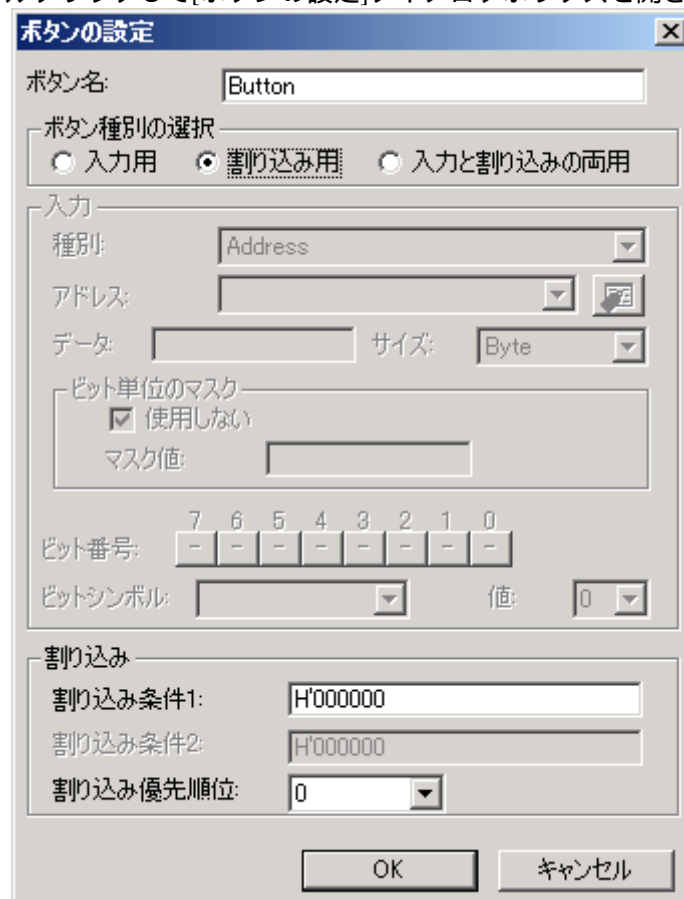 ボタンの設定
ボタン名: Button
ボタン種別の選択
入力用 割り込み用 入力と割り込みの両用
入力
種別: Address
アドレス:
データ: サイズ: Byte
ビット単位のマスク
使用しない
マスク値:
7 6 5 4 3 2 1 0
ビット番号: - - - - - - - -
ビットシンボル: 値: 0
割り込み
割り込み条件1: H'000000
割り込み条件2: H'000000
割り込み優先順位: 0
OK キャンセル